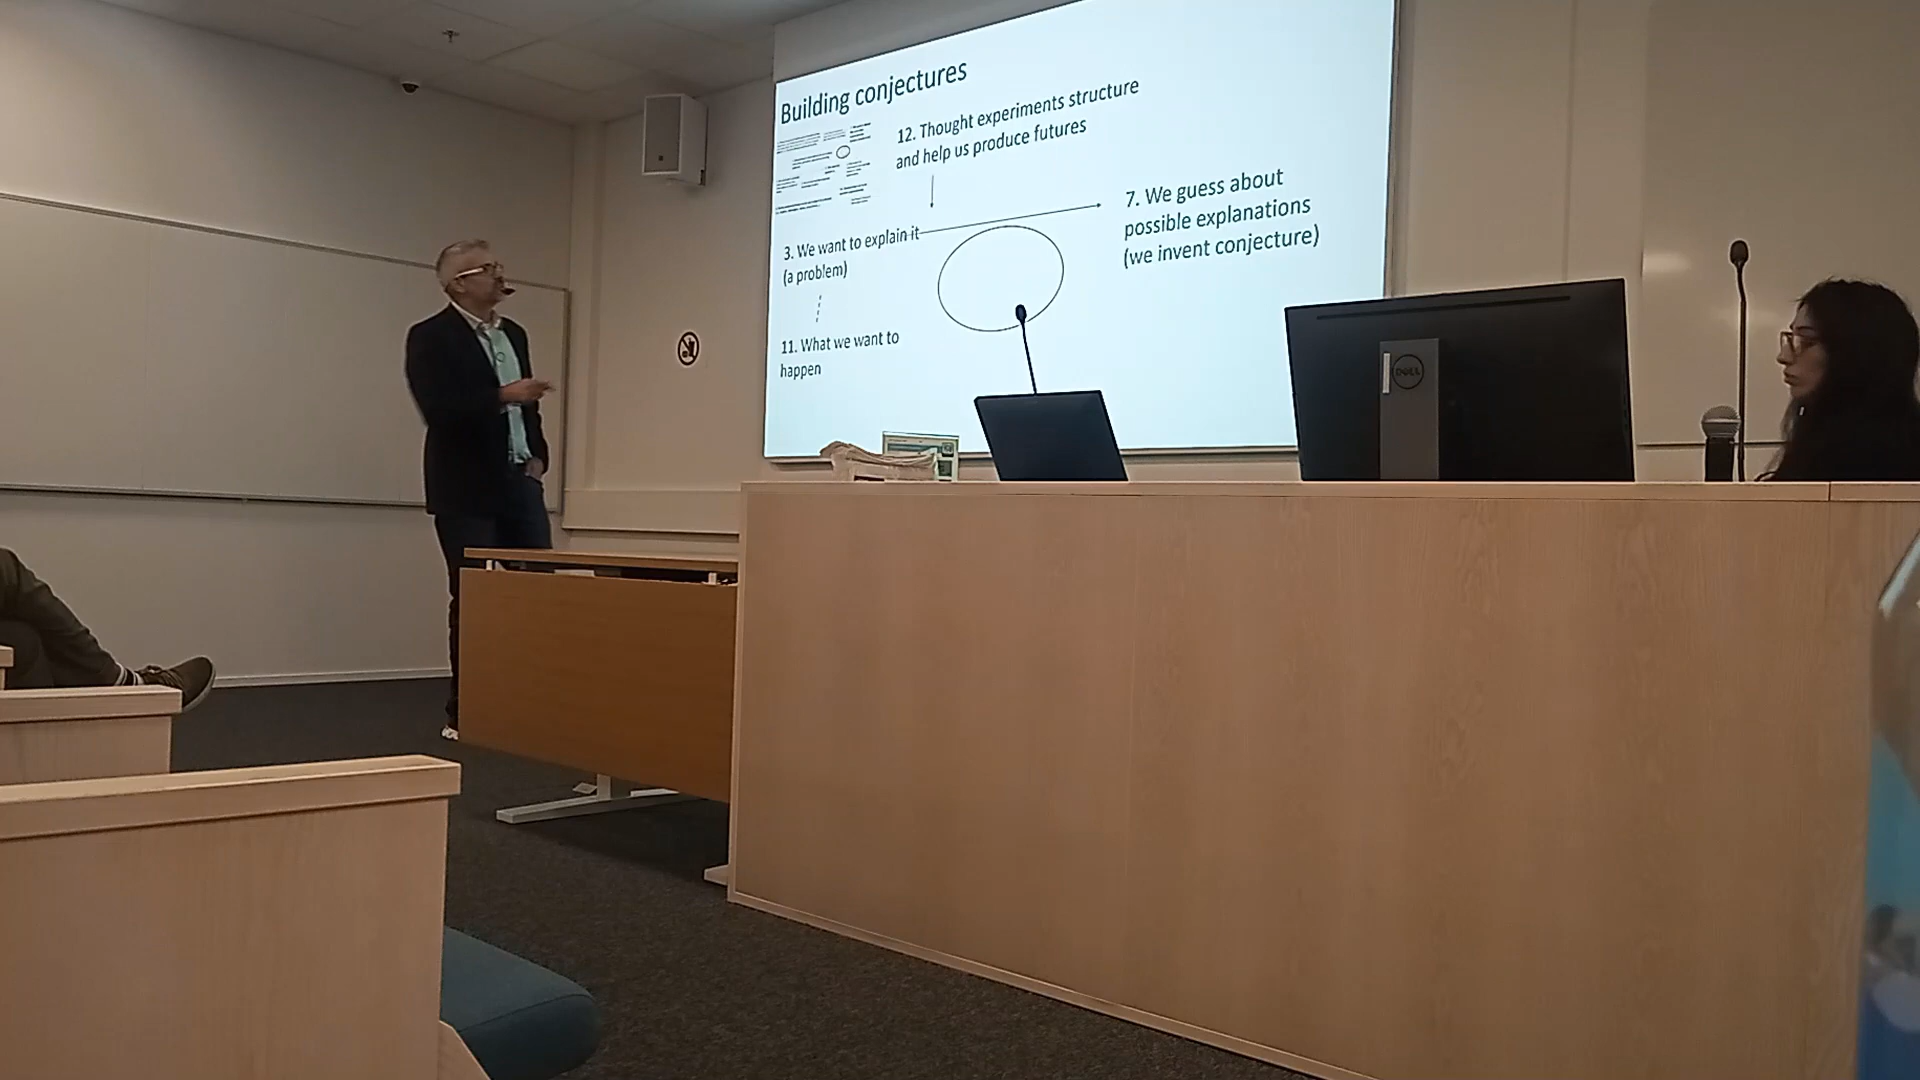 Building conjectures
12. Thought experiments structure
and help us produce futures
7. We guess about
possible explanations
(we invent conjecture)
3. We want to explain it
(a problem)
11. What we want to
happen
DELL